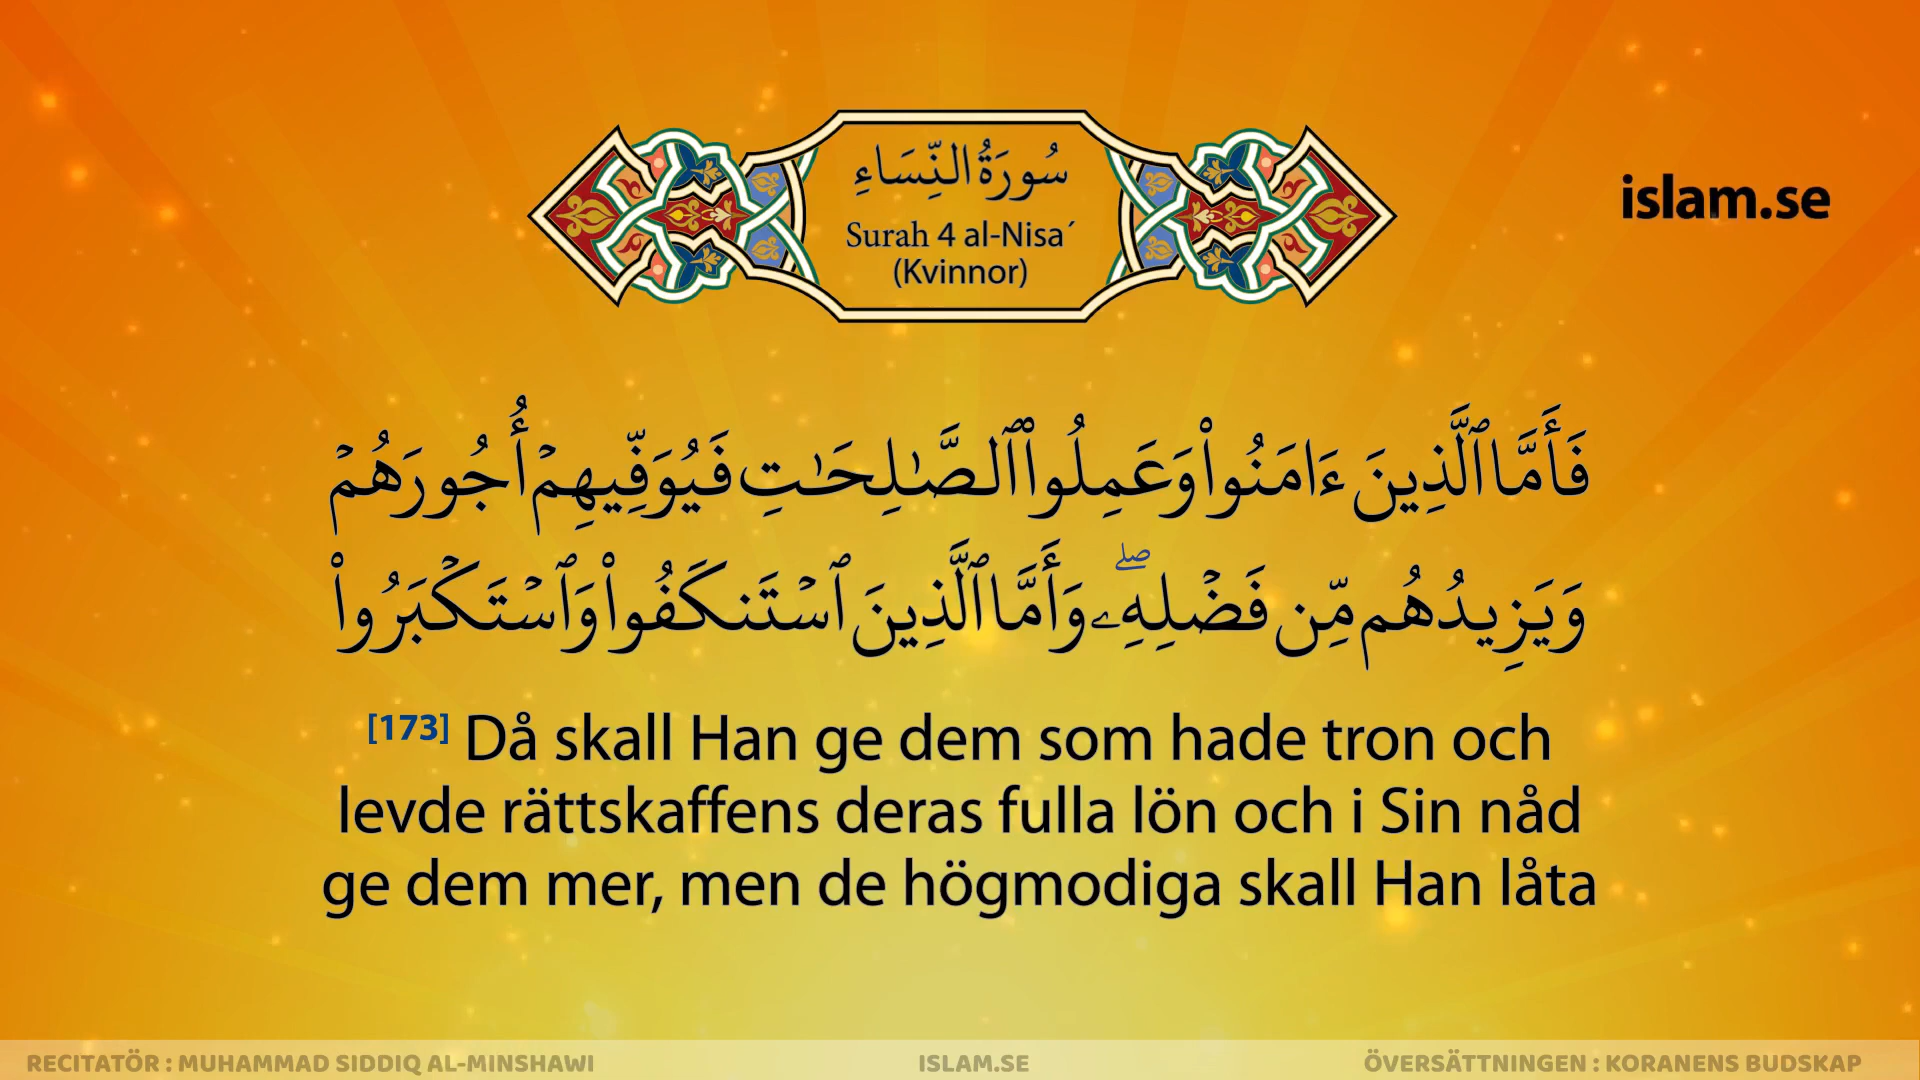 سُورَةُ النِّسَاءِ
Surah 4 al-Nisa´
(Kvinnor)
islam.se
فَأَمَّا ٱلَّذِينَ ءَامَنُوا۟ وَعَمِلُوا۟ ٱلصَّٰلِحَٰتِ فَيُوَفِّيهِمْ أُجُورَهُمْ
وَيَزِيدُهُم مِّن فَضْلِهِۦ ۖ وَأَمَّا ٱلَّذِينَ ٱسْتَنكَفُوا۟ وَٱسْتَكْبَرُوا۟
[173] Då skall Han ge dem som hade tron och
levde rättskaffens deras fulla lön och i Sin nåd
ge dem mer, men de högmodiga skall Han låta
RECITATÖR : MUHAMMAD SIDDIQ AL-MINSHAWI
ISLAM.SE
ÖVERSÄTTNINGEN : KORANENS BUDSKAP